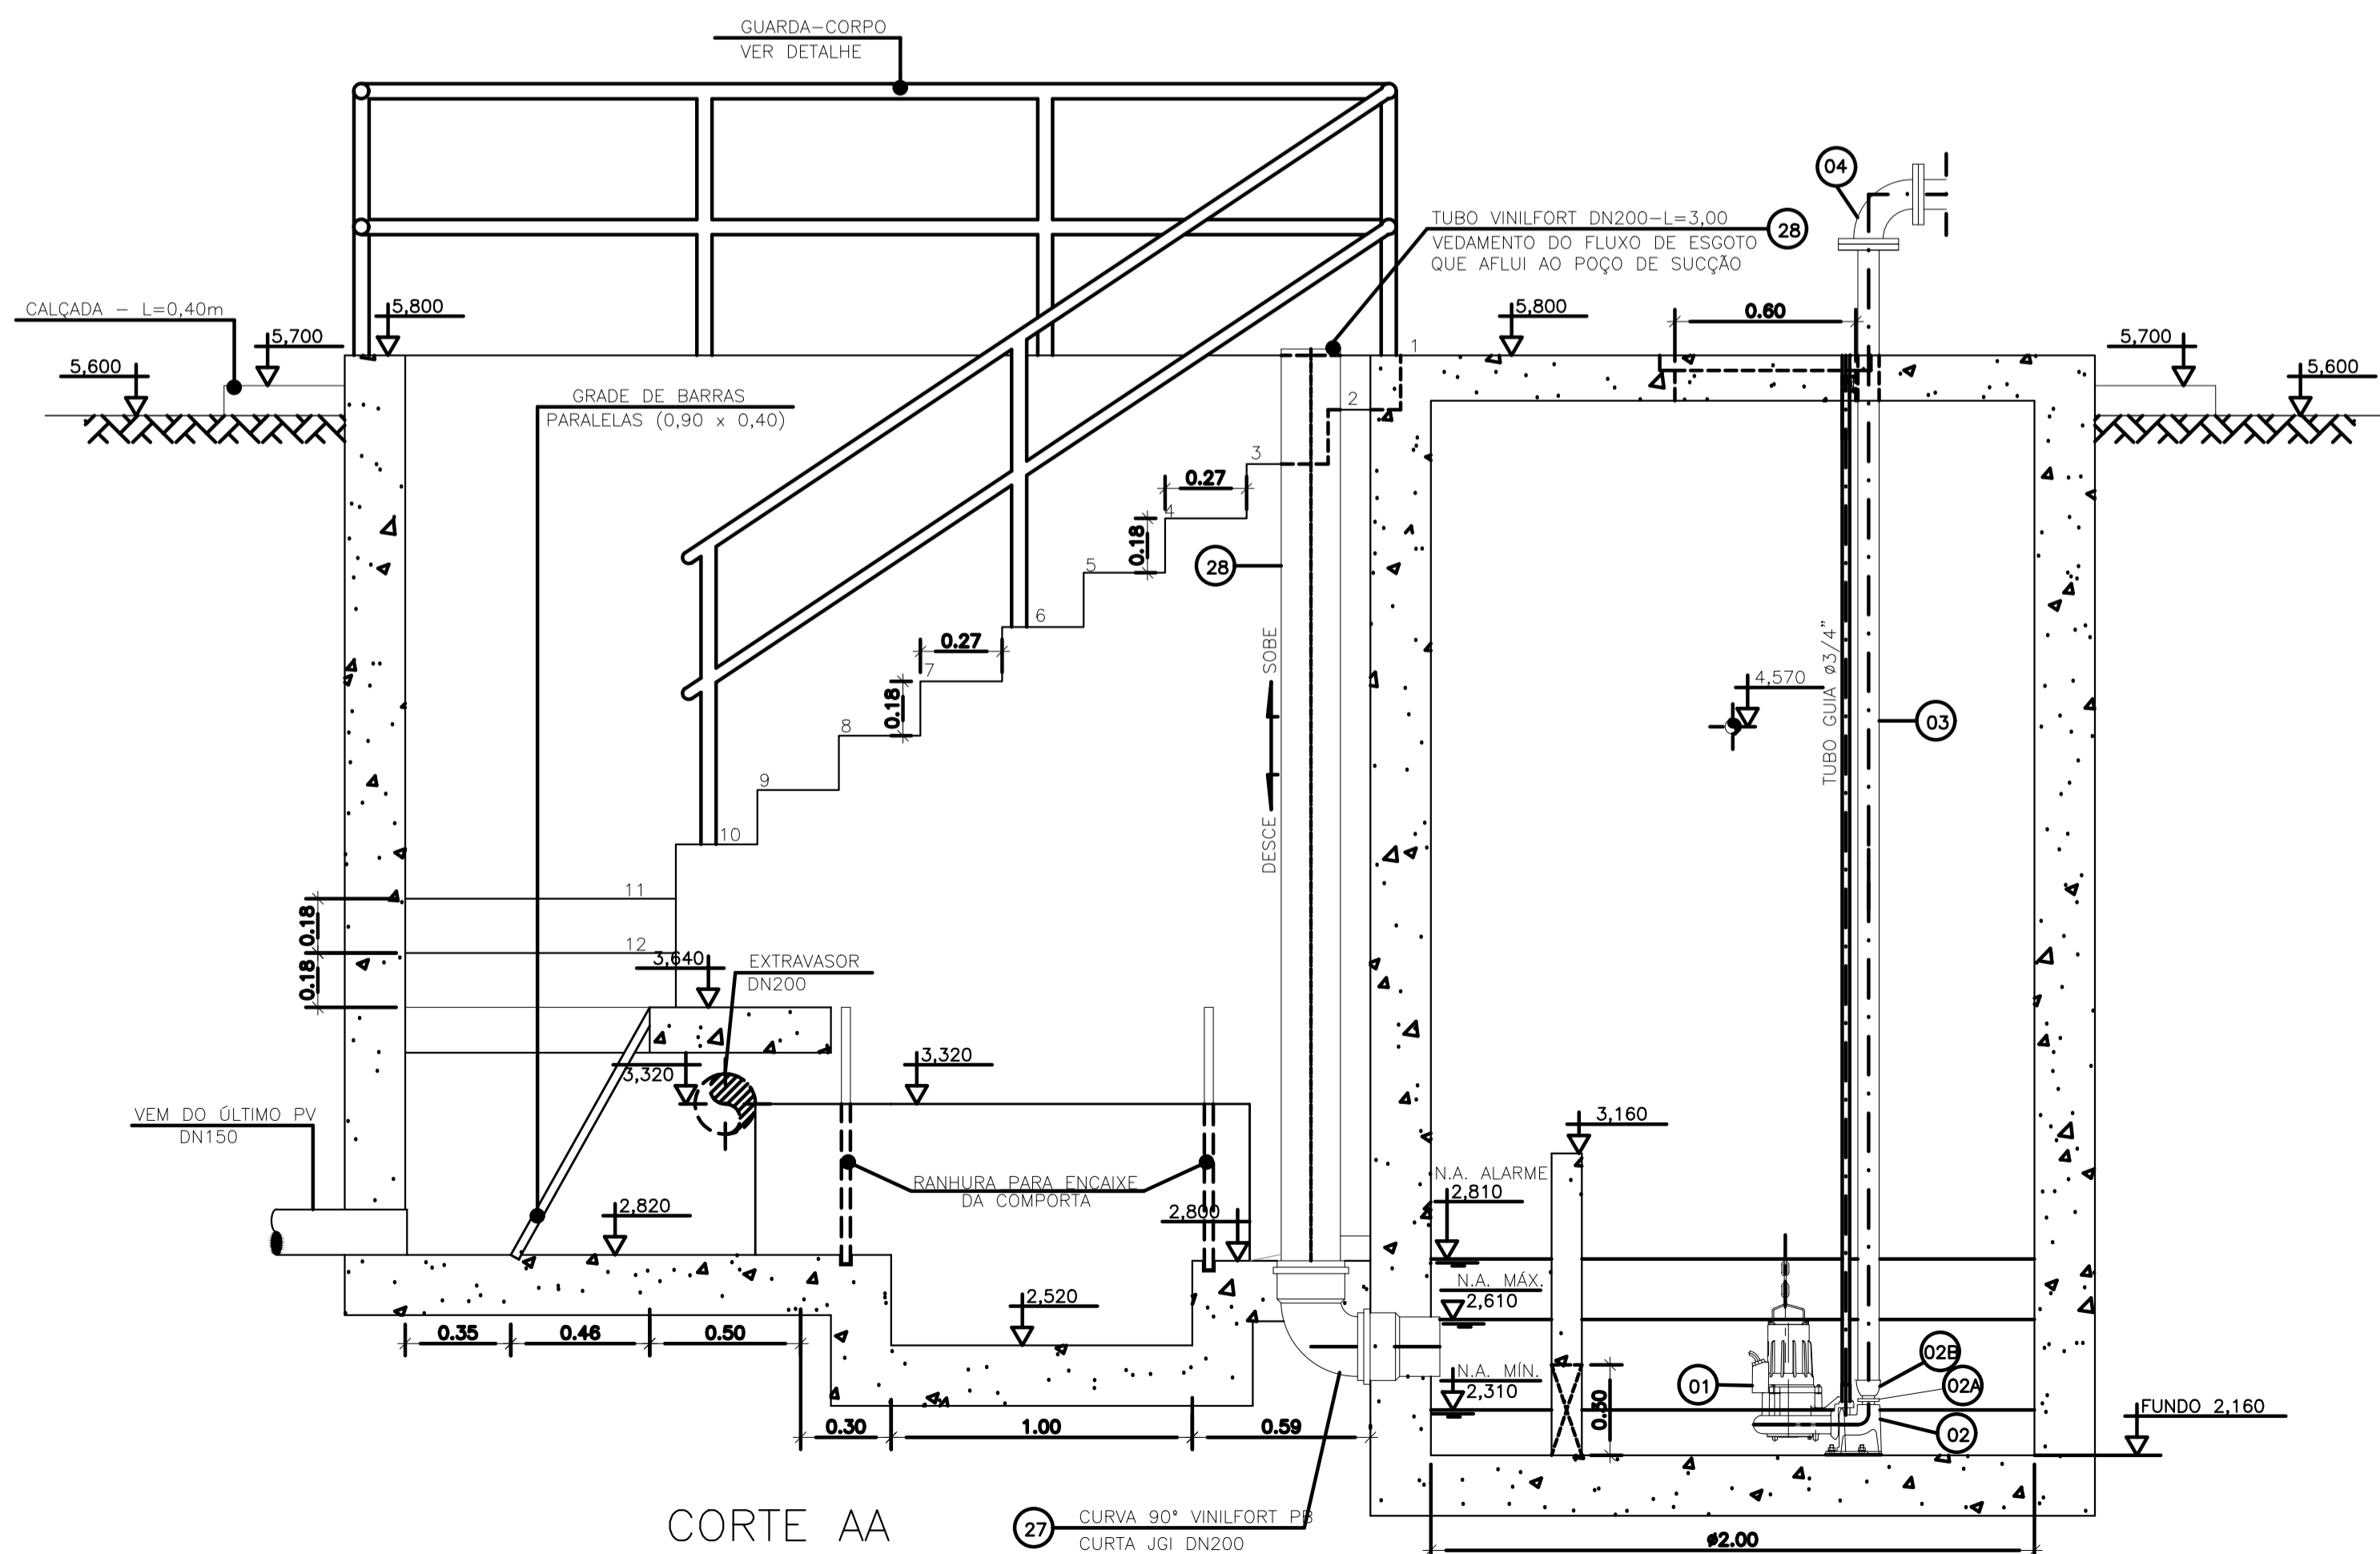 GUARDA-CORPO
VER DETALHE
04
TUBO VINILFORT DN200-L=3,00
VEDAMENTO DO FLUXO DE ESGOTO
QUE AFLUI AO POÇO DE SUCÇÃO
28
CALÇADA - L=0,40m
5,800
5,700
5,600
5,800
0.60
5,700
5,600
1
2
3
GRADE DE BARRAS
PARALELAS (0,90 x 0,40)
0.27
4
0.18
5
28
6
0.27
7
0.18
8
9
10
SOBE
DESCE
TUBO GUIA ø3/4"
4,570
03
11
12
0.18
0.18
3,640
EXTRAVASOR
DN200
3,320
3,320
VEM DO ÚLTIMO PV
DN150
RANHURA PARA ENCAIXE
DA COMPORTA
2,820
2,800
2,520
3,160
N.A. ALARME
2,810
N.A. MÁX.
2,610
N.A. MÍN.
2,310
0.30
01
02B
02A
02
FUNDO 2,160
0.35
0.46
0.50
0.30
1.00
0.59
CORTE AA
27
CURVA 90° VINILFORT PB
CURTA JGI DN200
ø2.00